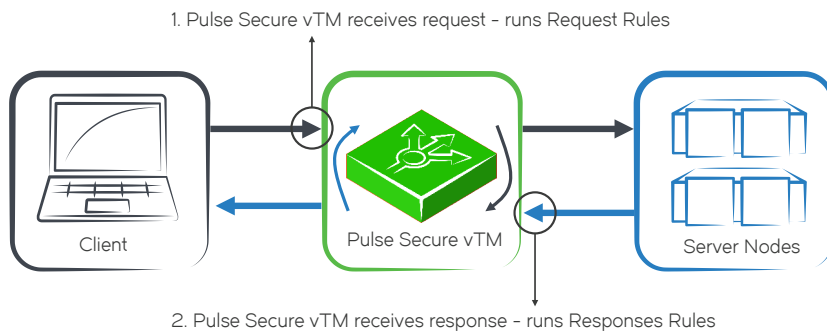 1. Pulse Secure vTM receives request - runs Request Rules
Client
Pulse Secure vTM
Server Nodes
2. Pulse Secure vTM receives response - runs Responses Rules